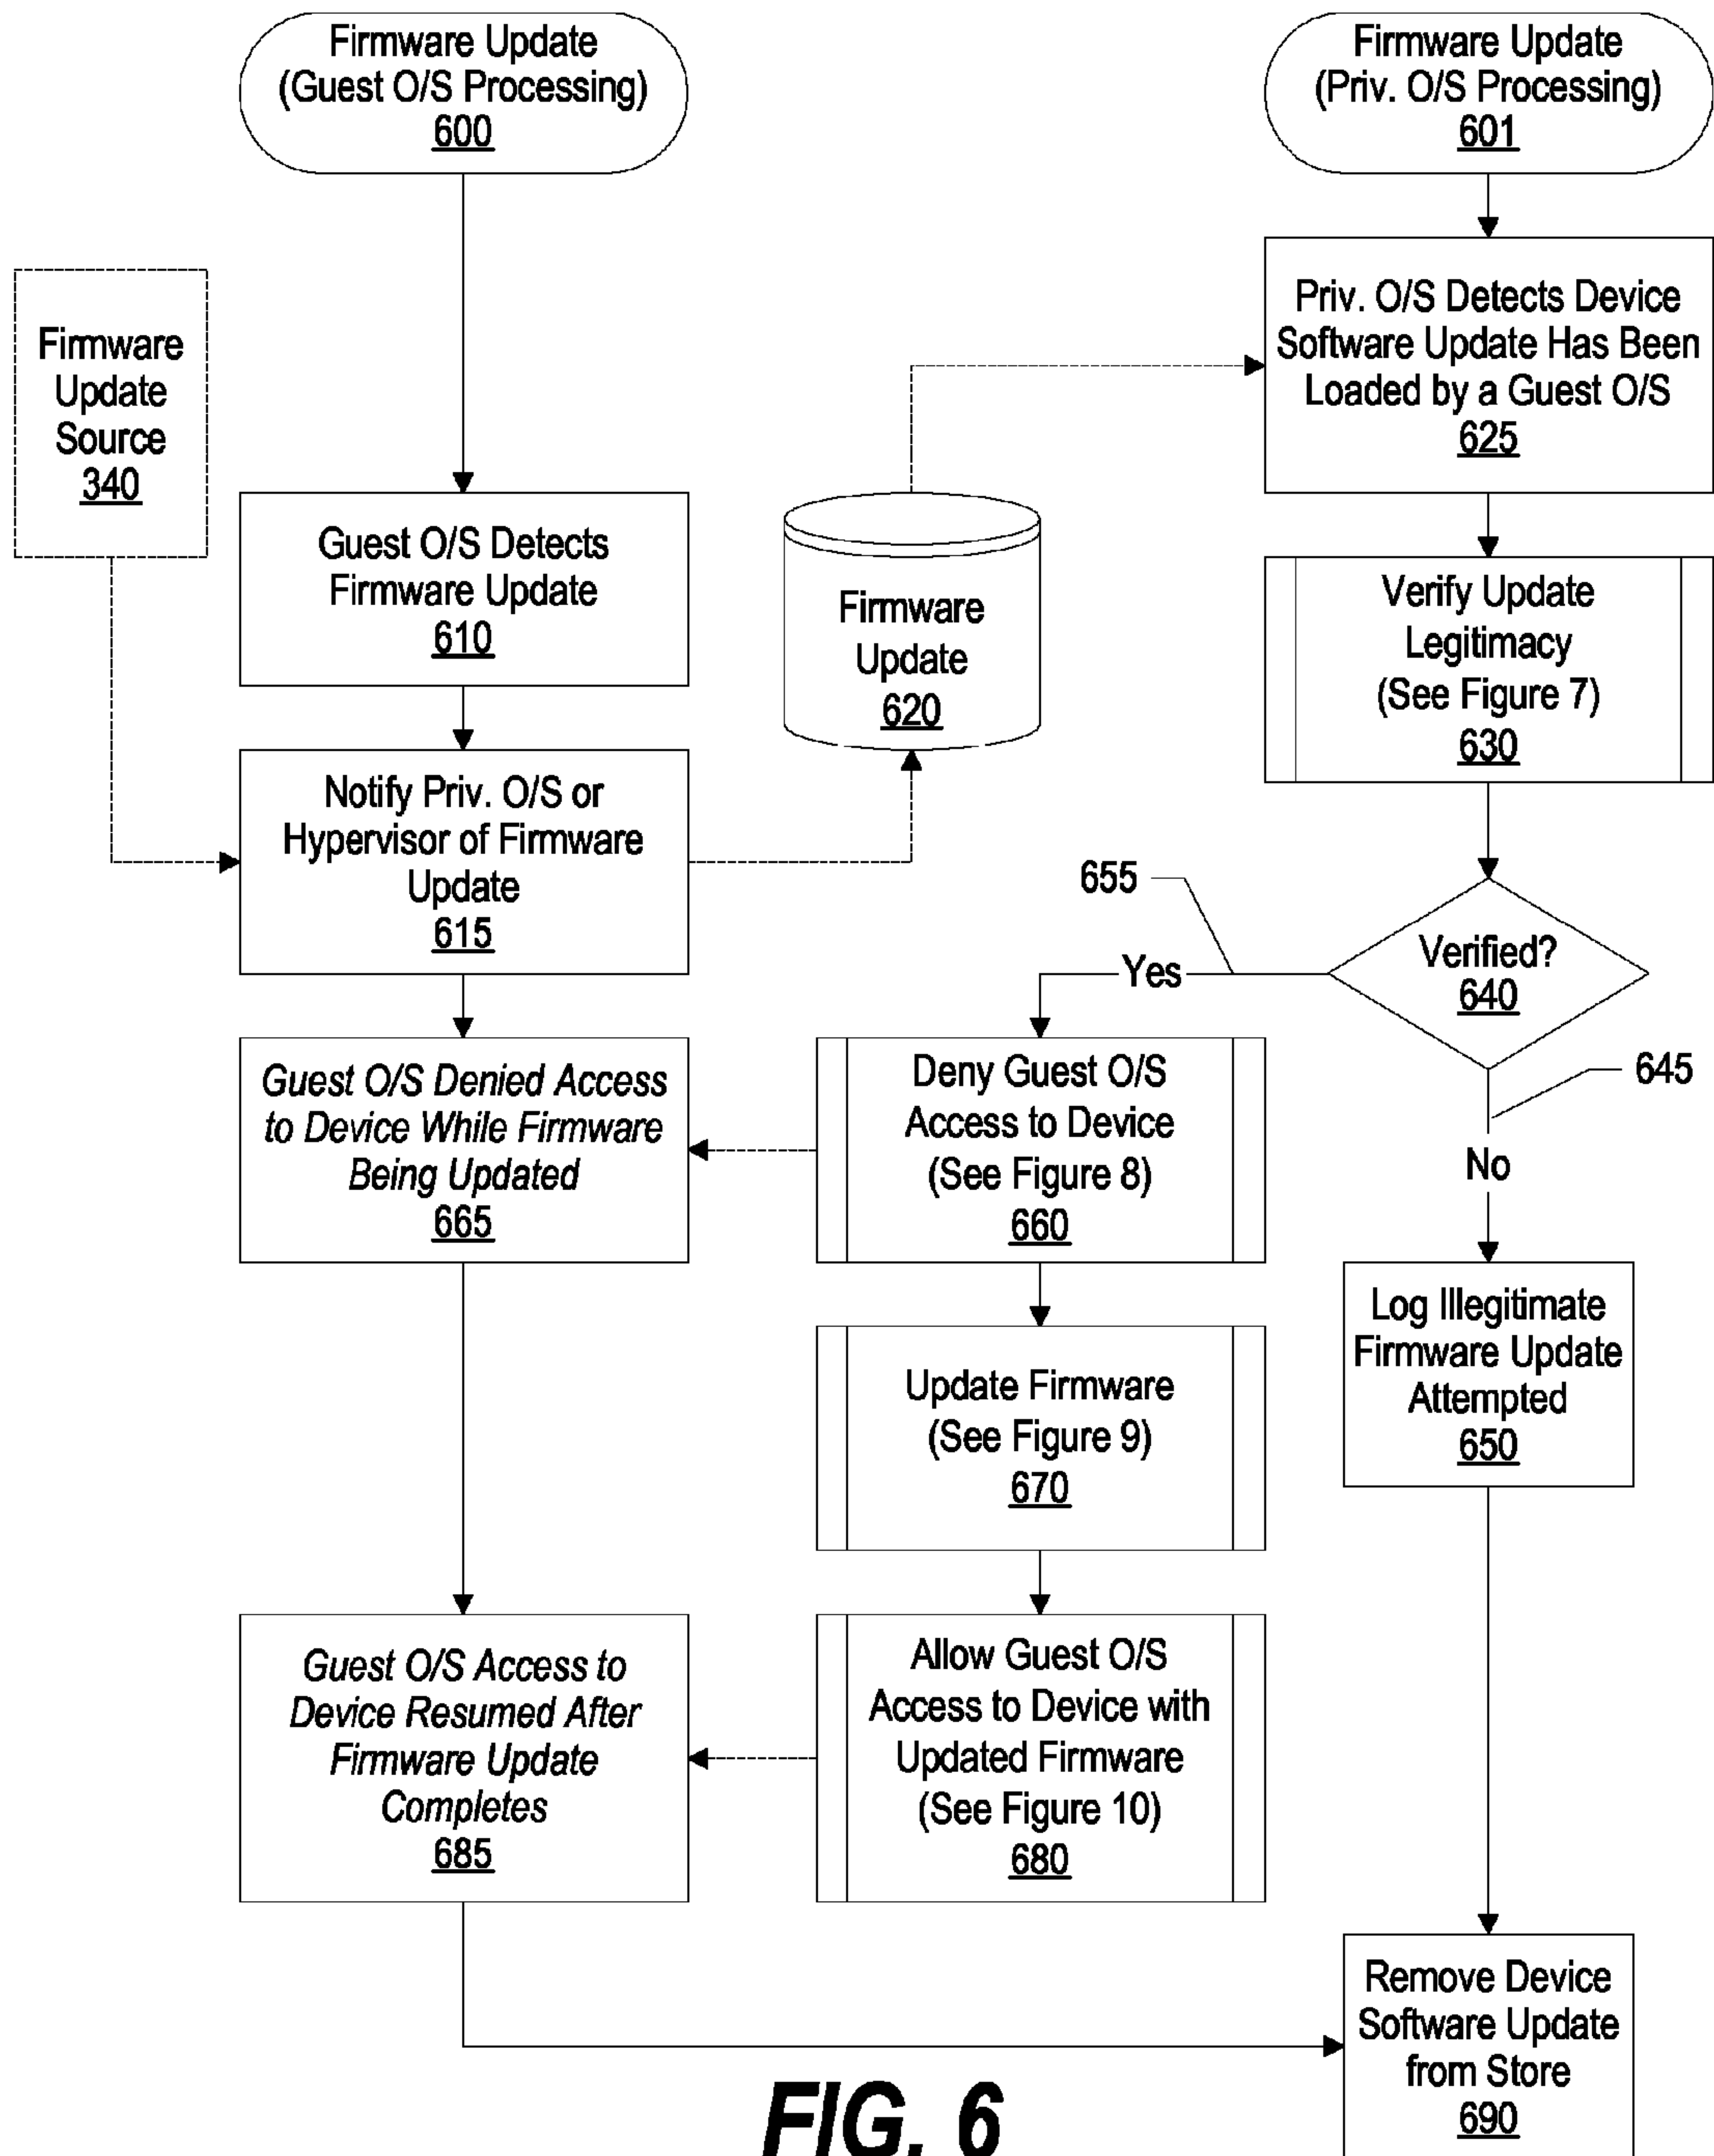 Firmware Update
(Guest O/S Processing)
600
Firmware Update
(Priv. O/S Processing)
601
Firmware
Update
Source
340
Priv. O/S Detects Device
Software Update Has Been
Loaded by a Guest O/S
625
Guest O/S Detects
Firmware Update
610
Firmware
Update
620
Verify Update
Legitimacy
(See Figure 7)
630
Notify Priv. O/S or
Hypervisor of Firmware
Update
615
655
Yes
Verified?
640
645
No
Guest O/S Denied Access
to Device While Firmware
Being Updated
665
Deny Guest O/S
Access to Device
(See Figure 8)
660
Log Illegitimate
Firmware Update
Attempted
650
Update Firmware
(See Figure 9)
670
Guest O/S Access to
Device Resumed After
Firmware Update
Completes
685
Allow Guest O/S
Access to Device with
Updated Firmware
(See Figure 10)
680
Remove Device
Software Update
from Store
690
FIG. 6